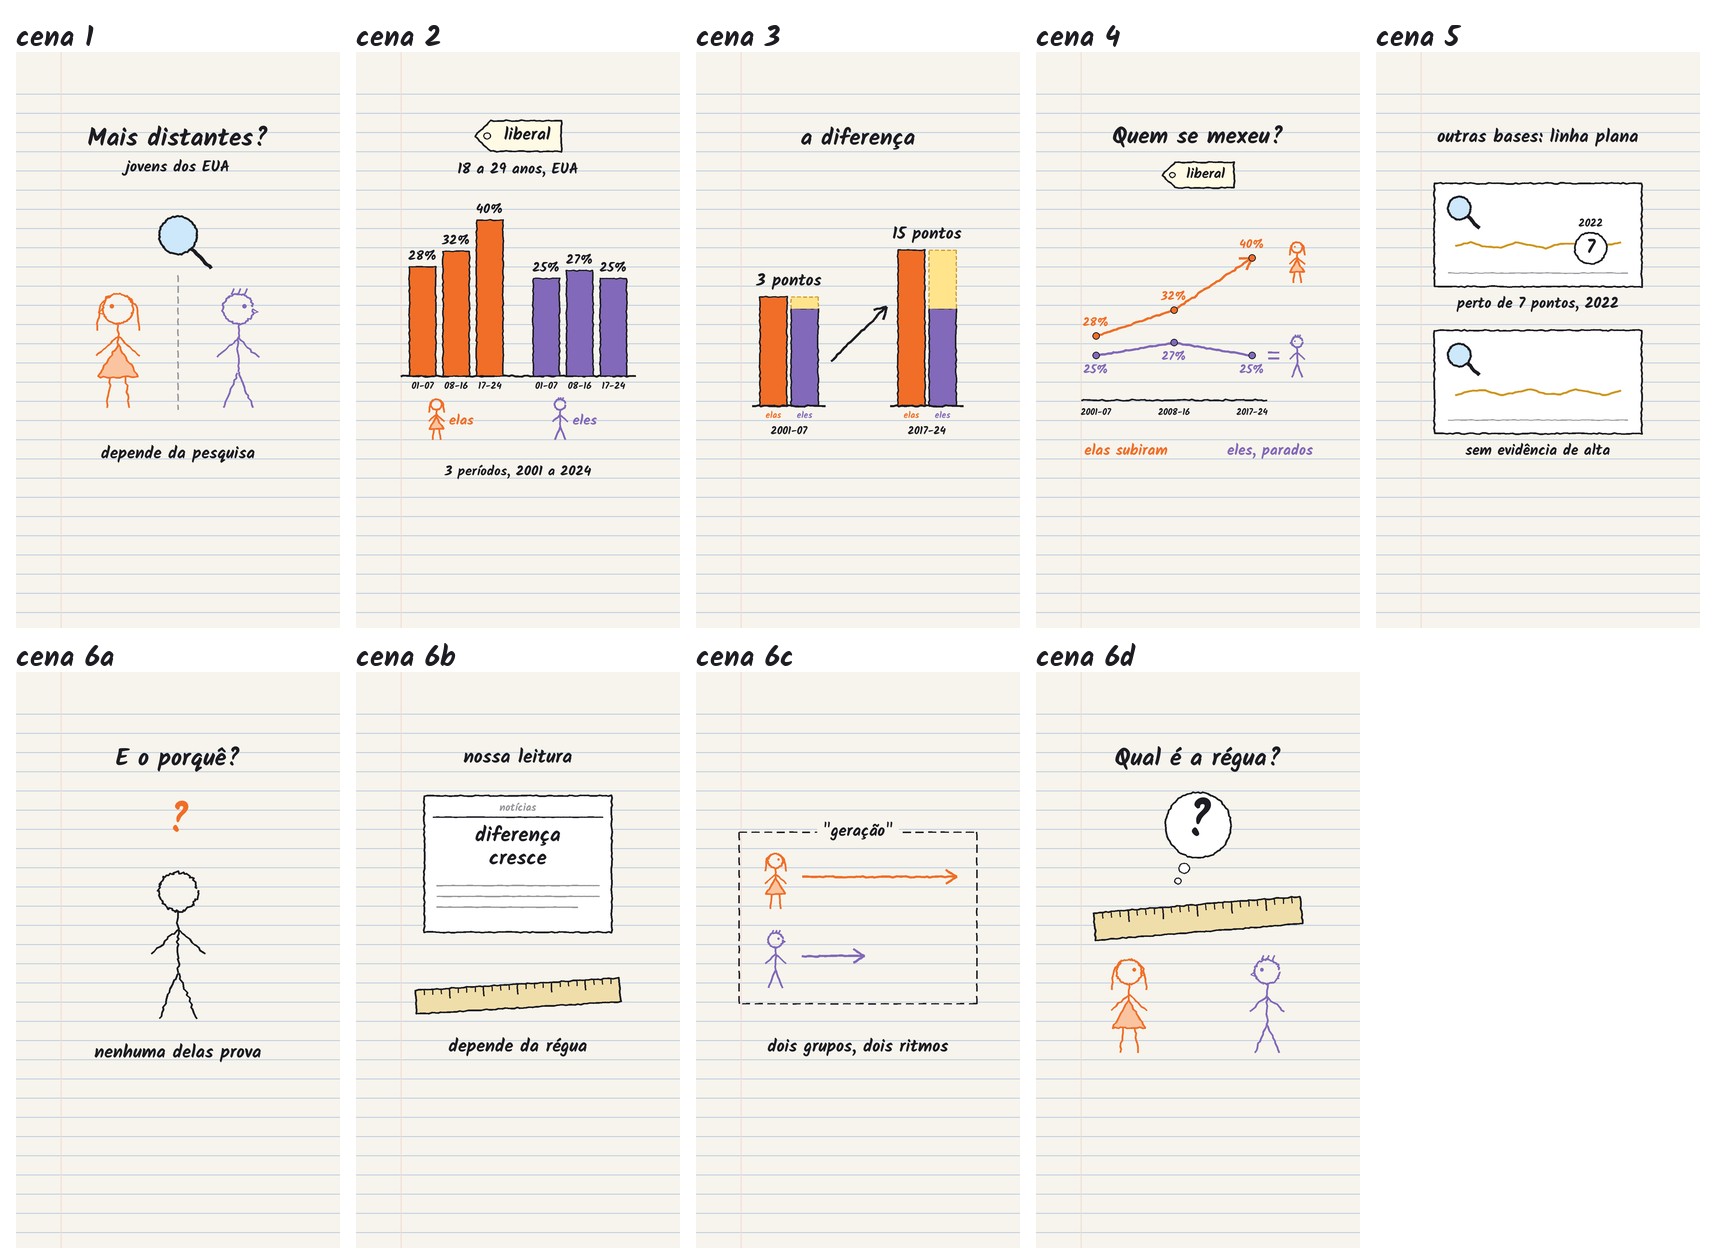 cena 1
Mais distantes?
jovens dos EUA
depende da pesquisa
cena 2
liberal
18 a 29 anos, EUA
28% 32% 40% 25% 27% 25%
01-07 08-16 17-24 01-07 08-16 17-24
elas eles
3 períodos, 2001 a 2024
cena 3
a diferença
3 pontos
15 pontos
elas eles elas eles
2001-07 2017-24
cena 4
Quem se mexeu?
liberal
40%
32%
28%
25% 27% 25%
2001-07 2008-16 2017-24
elas subiram eles, parados
cena 5
outras bases: linha plana
2022
7
perto de 7 pontos, 2022
sem evidência de alta
cena 6a
E o porquê?
?
nenhuma delas prova
cena 6b
nossa leitura
notícias
diferença
cresce
depende da régua
cena 6c
"geração"
dois grupos, dois ritmos
cena 6d
Qual é a régua?
?